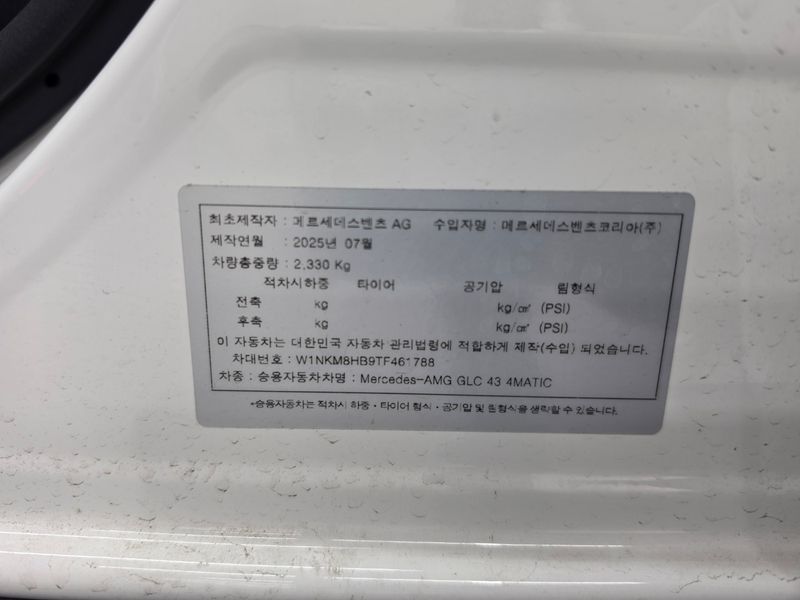 최초제작자 : 메르세데스벤츠 AG 수입자명 : 메르세데스벤츠코리아(주)
제작연월 : 2025년 07월
차량총중량 : 2,330 Kg
적차시하중 타이어 공기압 림형식
전축 kg kg/㎠ (PSI)
후축 kg kg/㎠ (PSI)
이 자동차는 대한민국 자동차 관리법령에 적합하게 제작(수입) 되었습니다.
차대번호 : W1NKM8HB9TF461788
차종 : 승용자동차차명 : Mercedes-AMG GLC 43 4MATIC
*승용자동차는 적차시 하중·타이어 형식·공기압 및 림형식을 생략할 수 있습니다.